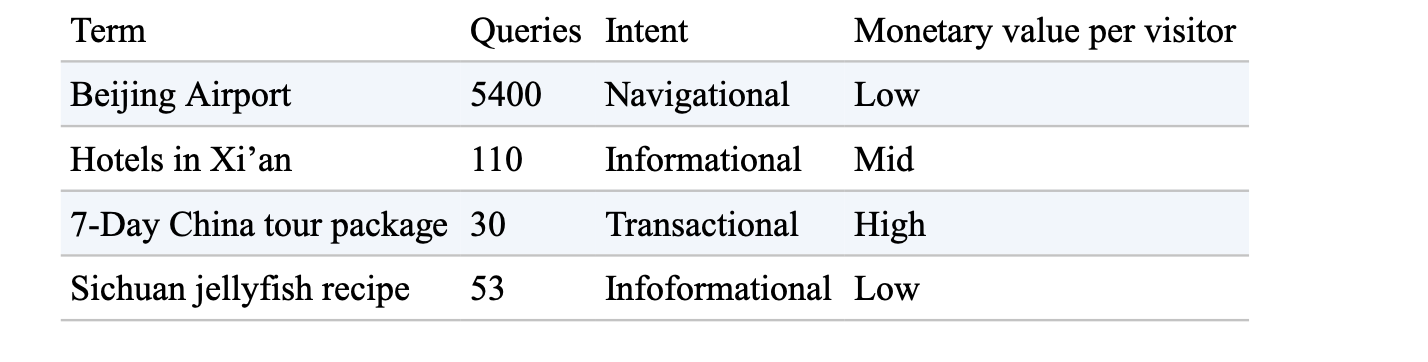 Term Queries Intent Monetary value per visitor
Beijing Airport 5400 Navigational Low
Hotels in Xi’an 110 Informational Mid
7-Day China tour package 30 Transactional High
Sichuan jellyfish recipe 53 Infoformational Low